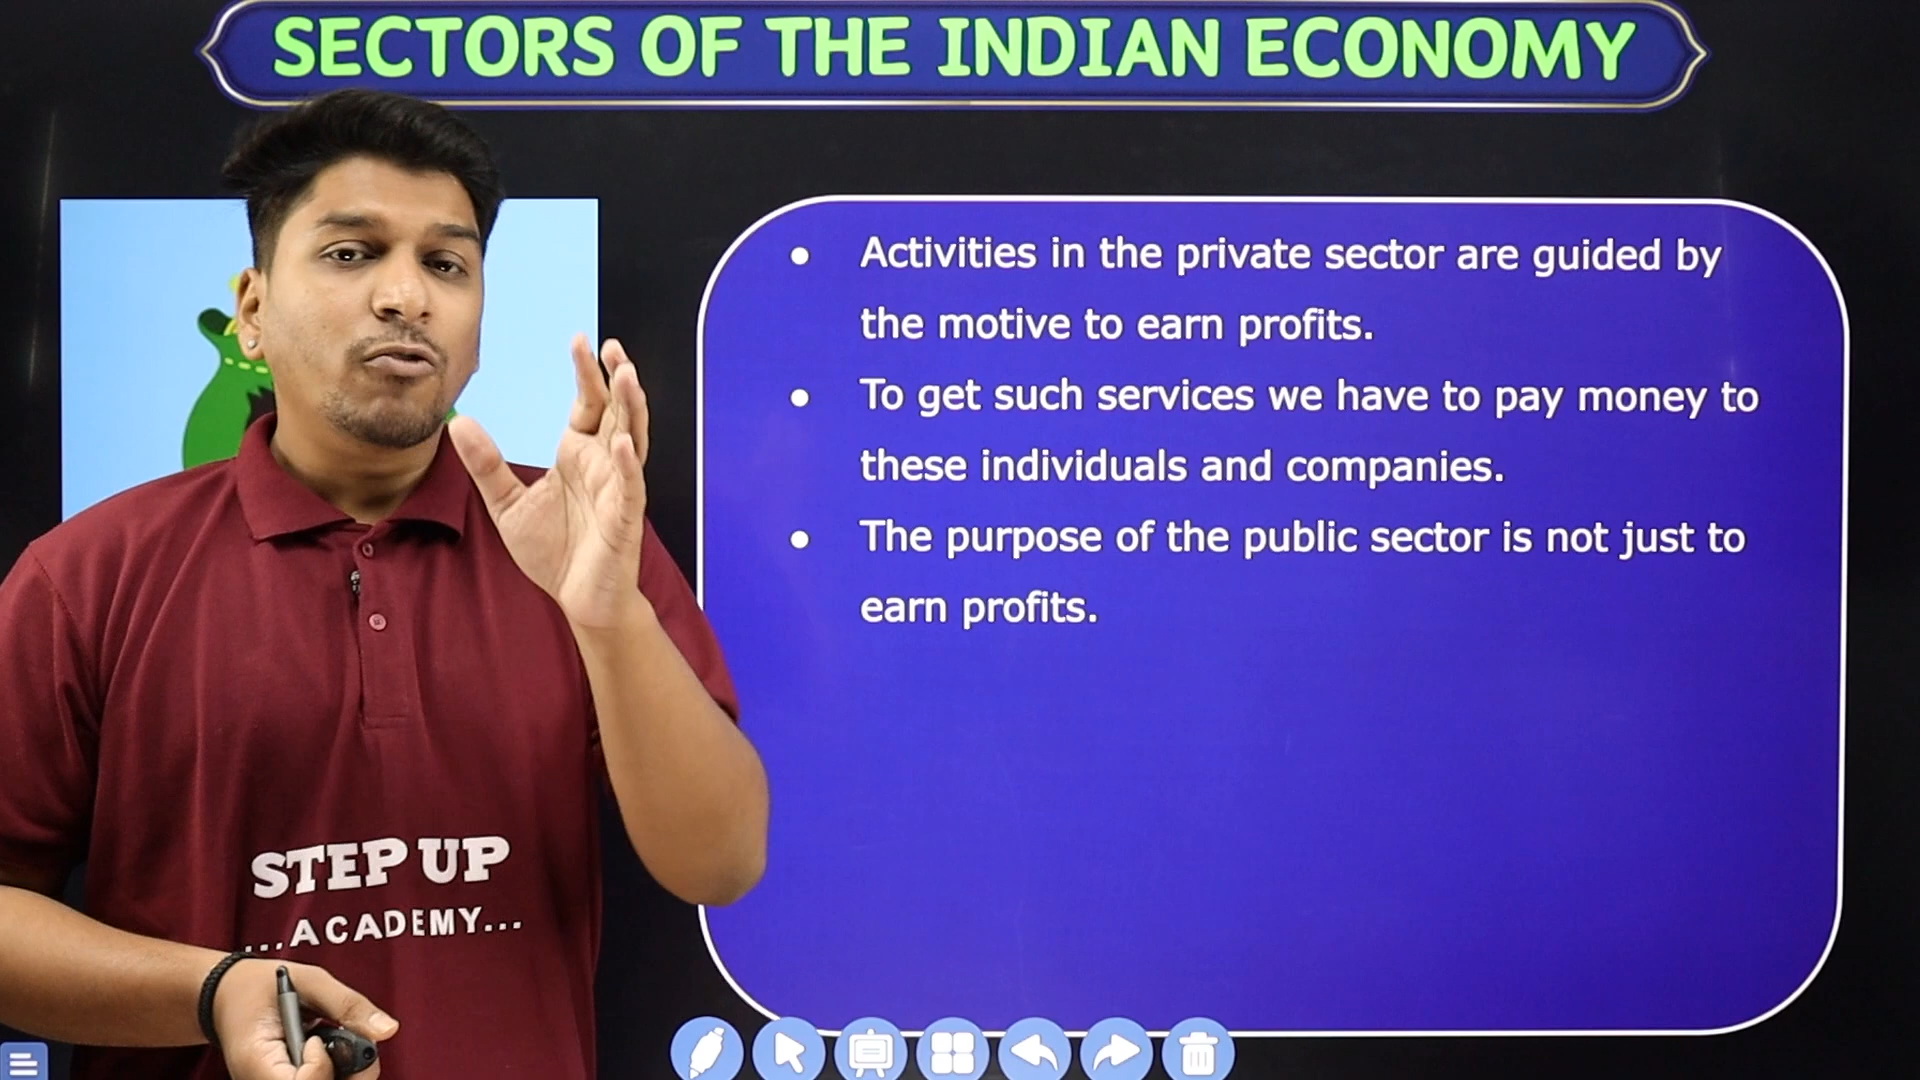 SECTORS OF THE INDIAN ECONOMY
● Activities in the private sector are guided by
the motive to earn profits.
● To get such services we have to pay money to
these individuals and companies.
● The purpose of the public sector is not just to
earn profits.
STEP UP
...ACADEMY...